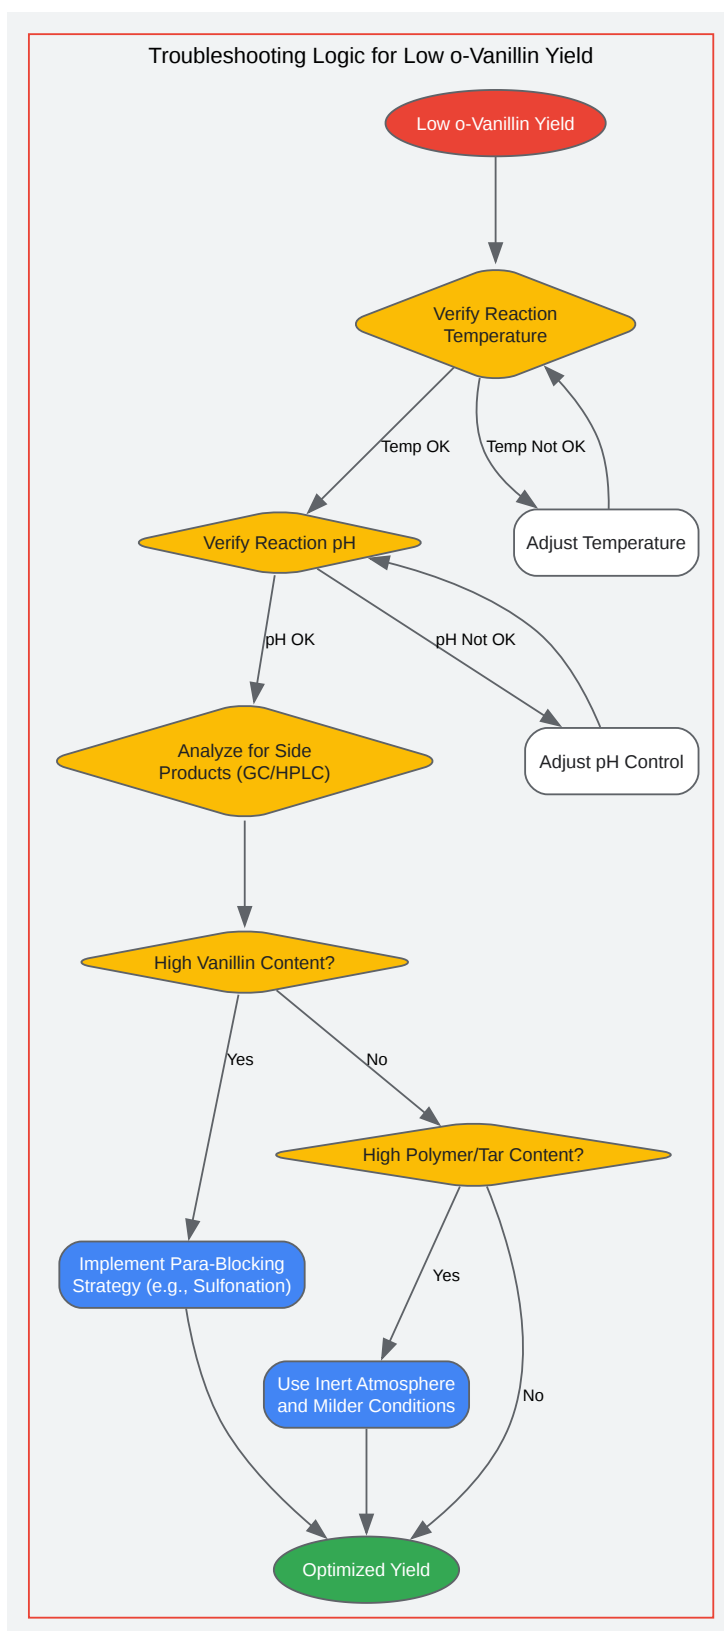 Troubleshooting Logic for Low o-Vanillin Yield
Low o-Vanillin Yield
Verify Reaction
Temperature
Temp OK
Temp Not OK
Verify Reaction pH
Adjust Temperature
pH OK
pH Not OK
Analyze for Side
Products (GC/HPLC)
Adjust pH Control
High Vanillin Content?
Yes
No
High Polymer/Tar Content?
Implement Para-Blocking
Strategy (e.g., Sulfonation)
Yes
Use Inert Atmosphere
and Milder Conditions
No
Optimized Yield